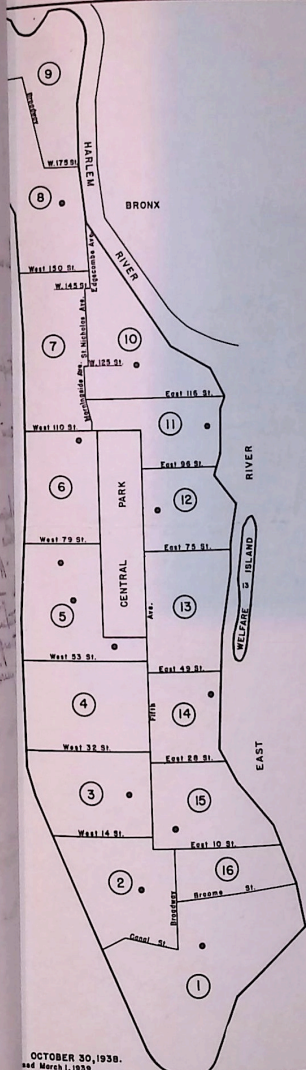 9
W. 175 St.
HARLEM
8
BRONX
West 150 St.
Edgecombe Ave.
W. 145 St.
RIVER
7
St. Nicholas Ave.
10
W. 125 St.
Morningside Ave.
East 116 St.
11
West 110 St.
East 96 St.
RIVER
6
CENTRAL PARK
12
West 79 St.
East 75 St.
WELFARE ISLAND
5
13
Fifth Ave.
West 53 St.
East 49 St.
4
14
West 32 St.
East 28 St.
EAST
3
15
West 14 St.
East 10 St.
16
2
Broadway
Broome St.
Canal St.
1
OCTOBER 30, 1938.
March 1, 1939